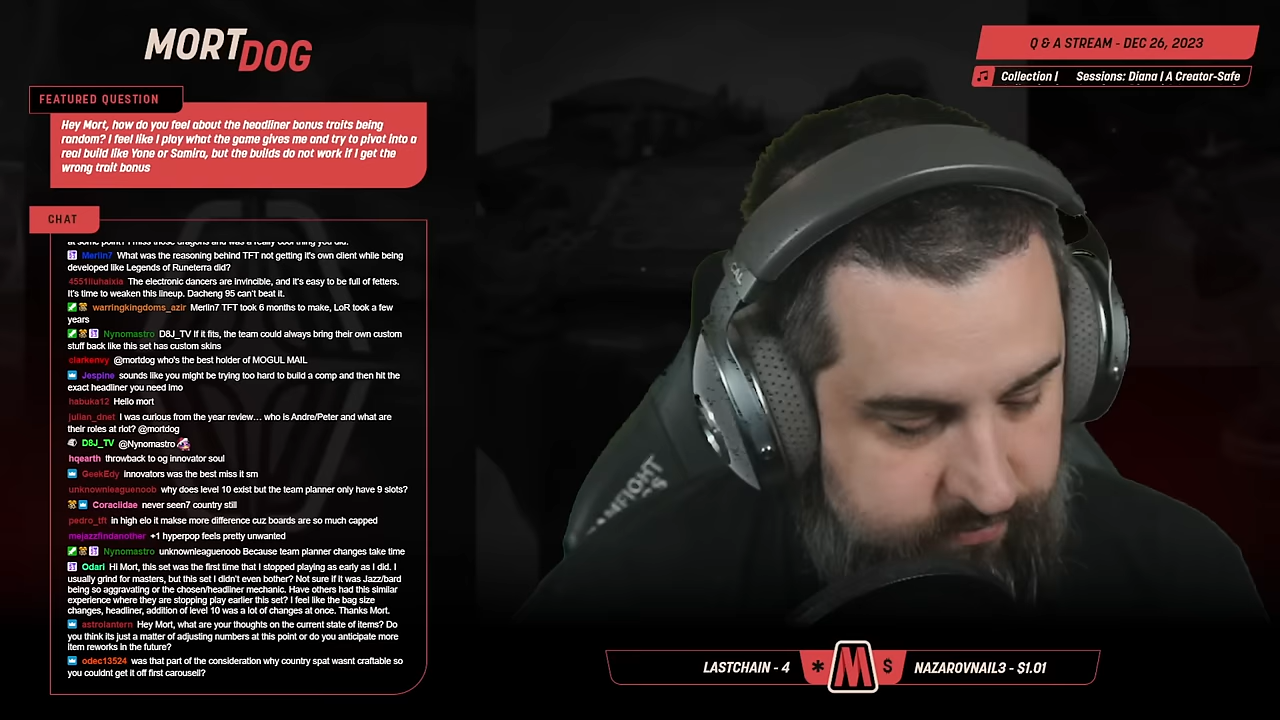 MORTDOG
Q & A STREAM - DEC 26, 2023
Collection | Sessions: Diana | A Creator-Safe
FEATURED QUESTION
Hey Mort, how do you feel about the headliner bonus traits being
random? I feel like I play what the game gives me and try to pivot into a
real build like Yone or Samira, but the builds do not work if I get the
wrong trait bonus
CHAT
at some point? I miss those dragons and was a really cool thing you did.
Merlin7 What was the reasoning behind TFT not getting it's own client while being
developed like Legends of Runeterra did?
4551liuhaixia The electronic dancers are invincible, and it's easy to be full of fetters.
It's time to weaken this lineup. Dacheng 95 can't beat it.
warringkingdoms_azir Merlin7 TFT took 6 months to make, LoR took a few
years
Nynomastro D8J_TV If it fits, the team could always bring their own custom
stuff back like this set has custom skins
clarkenvy @mortdog who's the best holder of MOGUL MAIL
Jespine sounds like you might be trying too hard to build a comp and then hit the
exact headliner you need imo
habuka12 Hello mort
julian_dnet I was curious from the year review… who is Andre/Peter and what are
their roles at riot? @mortdog
D8J_TV @Nynomastro
hqearth throwback to og innovator soul
GeekEdy innovators was the best miss it sm
unknownleaguenoob why does level 10 exist but the team planner only have 9 slots?
Coraciidae never seen7 country still
pedro_tft in high elo it makse more difference cuz boards are so much capped
mejazzfindanother +1 hyperpop feels pretty unwanted
Nynomastro unknownleaguenoob Because team planner changes take time
Odari Hi Mort, this set was the first time that I stopped playing as early as I did. I
usually grind for masters, but this set I didn't even bother? Not sure if it was Jazz/bard
being so aggravating or the chosen/headliner mechanic. Have others had this similar
experience where they are stopping play earlier this set? I feel like the bag size
changes, headliner, addition of level 10 was a lot of changes at once. Thanks Mort.
astrolantern Hey Mort, what are your thoughts on the current state of items? Do
you think its just a matter of adjusting numbers at this point or do you anticipate more
item reworks in the future?
odec13524 was that part of the consideration why country spat wasnt craftable so
you couldnt get it off first carousell?
LASTCHAIN - 4
* M $
NAZAROVNAIL3 - $1.01